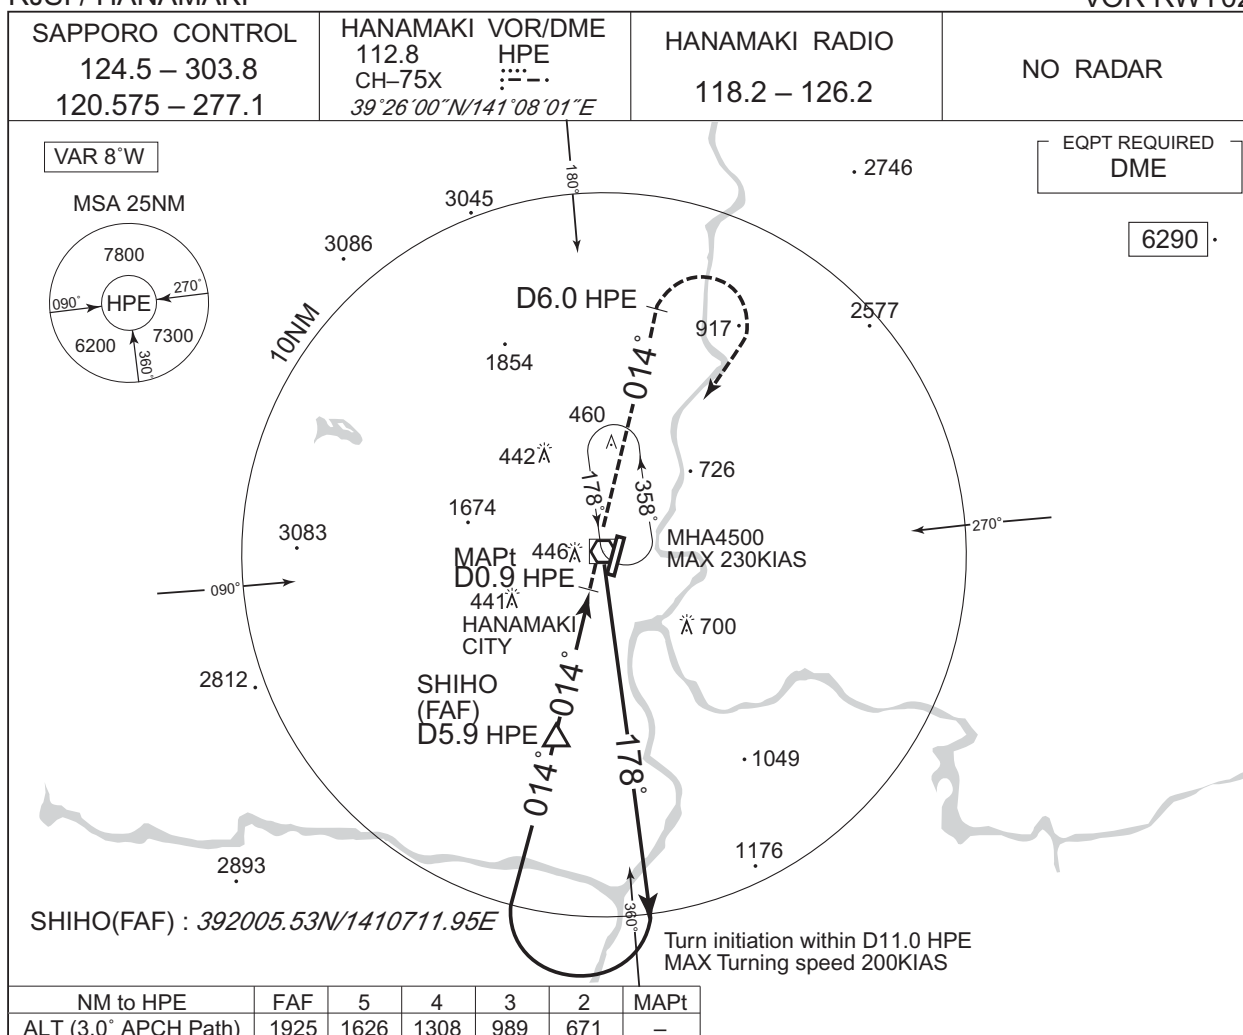 RJSI / HANAMAKI
VOR RWY 02
SAPPORO CONTROL
124.5 – 303.8
120.575 – 277.1
HANAMAKI VOR/DME
112.8 HPE
CH–75X
39°26′00″N/141°08′01″E
HANAMAKI RADIO
118.2 – 126.2
NO RADAR
VAR 8°W
EQPT REQUIRED
DME
MSA 25NM
7800
090°
HPE
270°
6200
7300
360°
180°
2746
3045
3086
6290
10NM
D6.0 HPE
917
2577
014°
1854
460
442
726
178°
358°
1674
3083
MHA4500
MAX 230KIAS
270°
MAPt
D0.9 HPE
446
090°
441
HANAMAKI
CITY
700
2812
SHIHO
(FAF)
D5.9 HPE
014°
014°
178°
1049
1176
2893
360°
SHIHO(FAF) : 392005.53N/1410711.95E
Turn initiation within D11.0 HPE
MAX Turning speed 200KIAS
NM to HPE FAF 5 4 3 2 MAPt
ALT (3.0° APCH Path) 1925 1626 1308 989 671 –